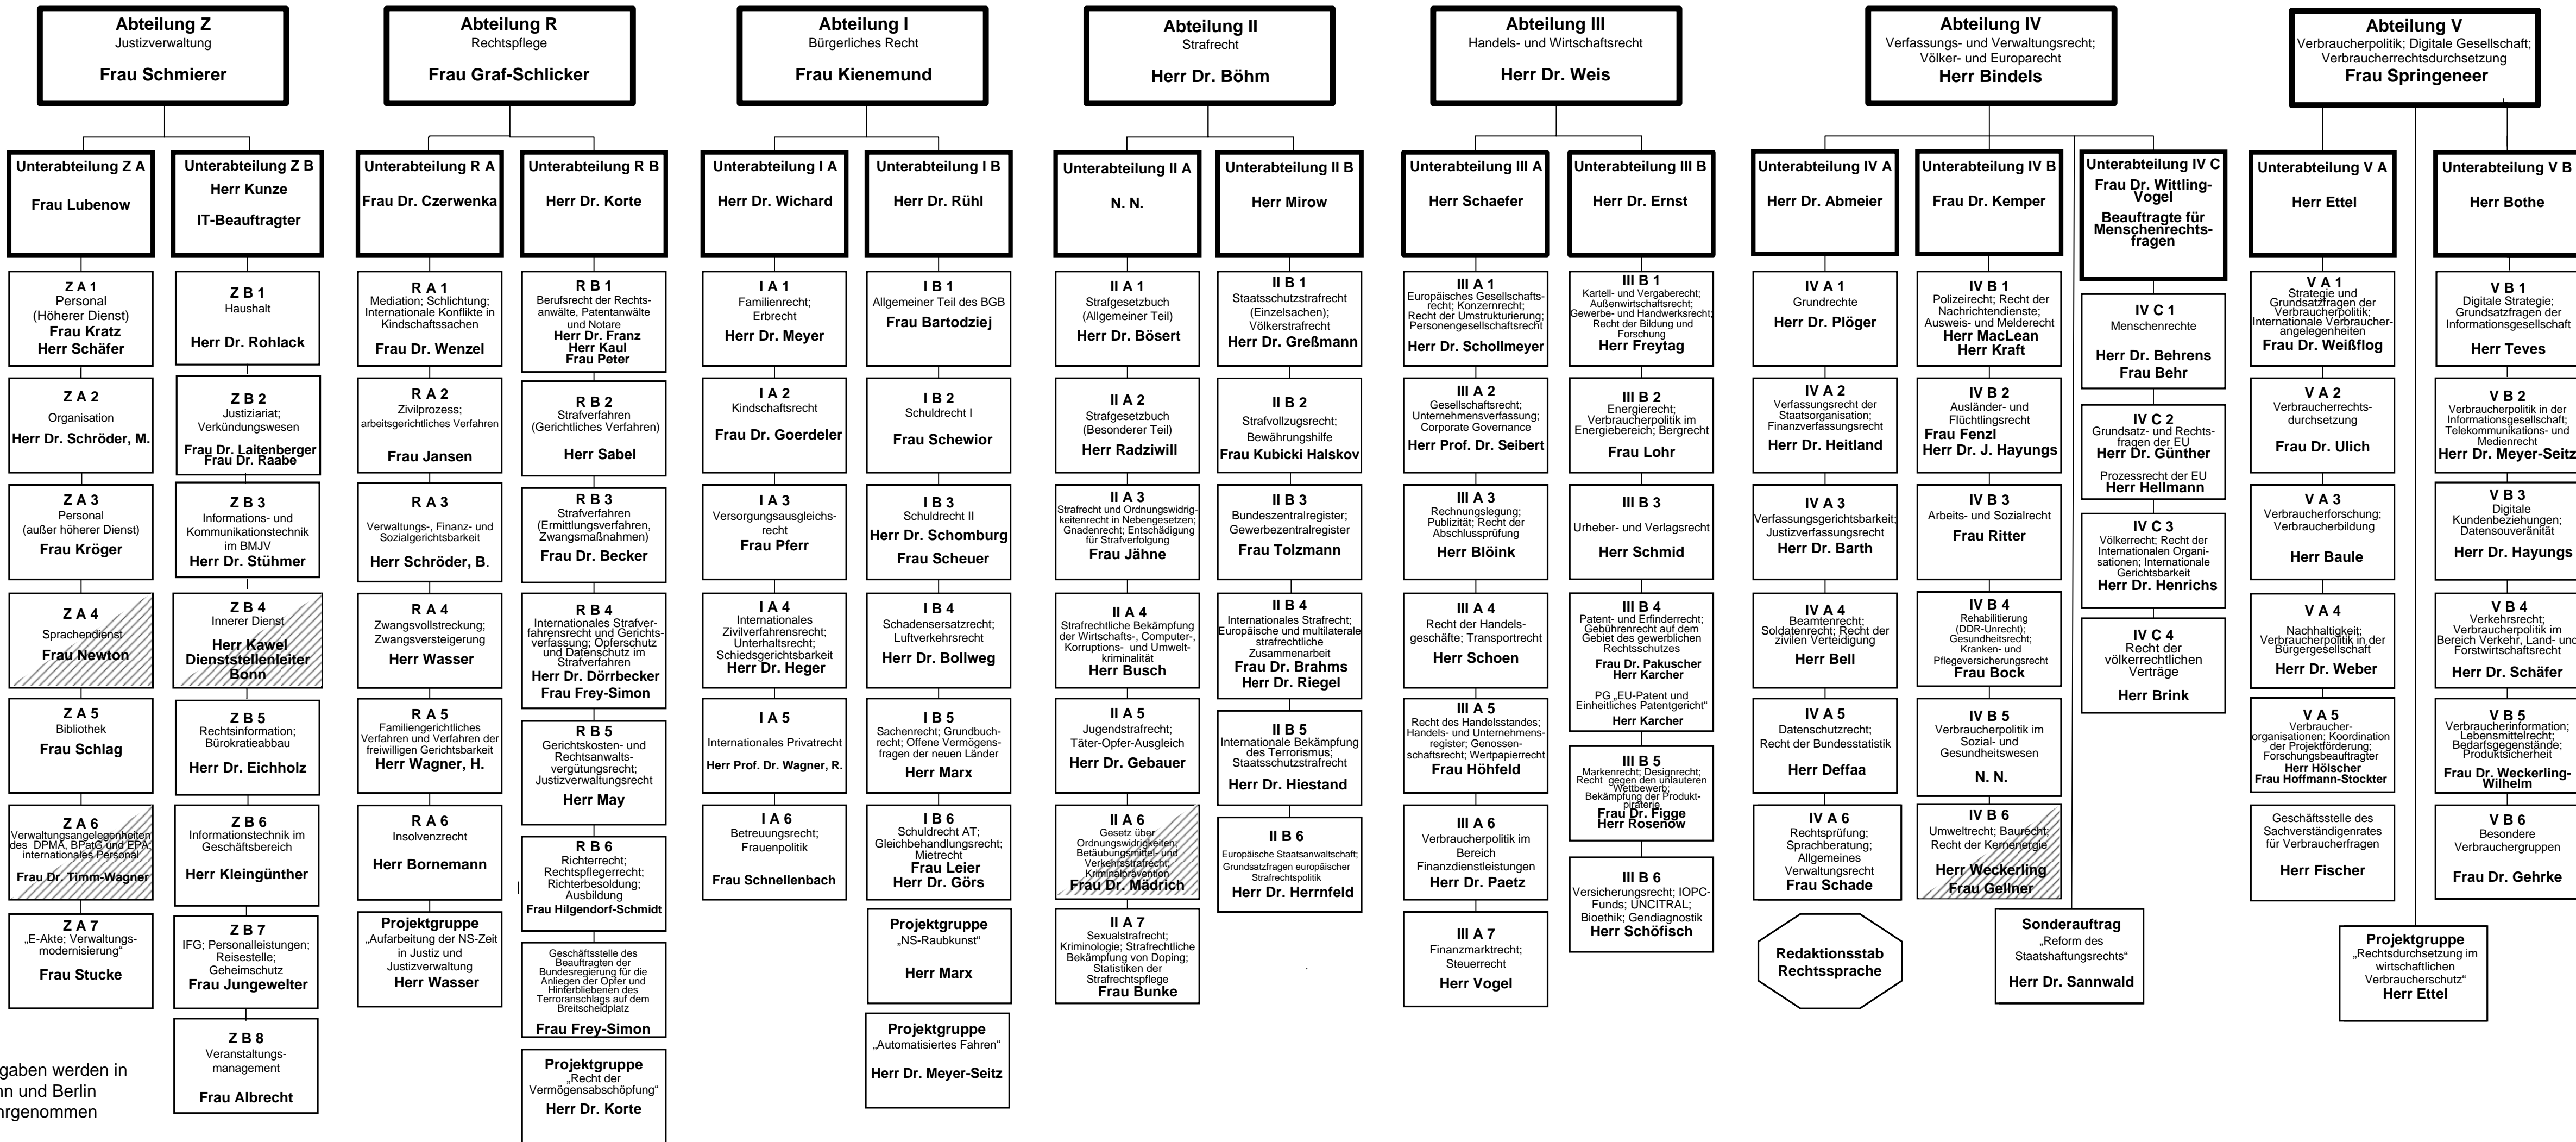 Abteilung Z
Justizverwaltung
Frau Schmierer
Unterabteilung Z A
Frau Lubenow
Z A 1
Personal
(Höherer Dienst)
Frau Kratz
Herr Schäfer
Z A 2
Organisation
Herr Dr. Schröder, M.
Z A 3
Personal
(außer höherer Dienst)
Frau Kröger
Z A 4
Sprachendienst
Frau Newton
Z A 5
Bibliothek
Frau Schlag
Z A 6
Verwaltungsangelegenheiten
des DPMA, BPatG und EPA;
internationales Personal
Frau Dr. Timm-Wagner
Z A 7
„E-Akte; Verwaltungs-
modernisierung“
Frau Stucke
Unterabteilung Z B
Herr Kunze
IT-Beauftragter
Z B 1
Haushalt
Herr Dr. Rohlack
Z B 2
Justiziariat;
Verkündungswesen
Frau Dr. Laitenberger
Frau Dr. Raabe
Z B 3
Informations- und
Kommunikationstechnik
im BMJV
Herr Dr. Stühmer
Z B 4
Innerer Dienst
Herr Kawel
Dienststellenleiter
Bonn
Z B 5
Rechtsinformation;
Bürokratieabbau
Herr Dr. Eichholz
Z B 6
Informationstechnik im
Geschäftsbereich
Herr Kleingünther
Z B 7
IFG; Personalleistungen;
Reisestelle;
Geheimschutz
Frau Jungewelter
Z B 8
Veranstaltungs-
management
Frau Albrecht
Abteilung R
Rechtspflege
Frau Graf-Schlicker
Unterabteilung R A
Frau Dr. Czerwenka
R A 1
Mediation; Schlichtung;
Internationale Konflikte in
Kindschaftssachen
Frau Dr. Wenzel
R A 2
Zivilprozess;
arbeitsgerichtliches Verfahren
Frau Jansen
R A 3
Verwaltungs-, Finanz- und
Sozialgerichtsbarkeit
Herr Schröder, B.
R A 4
Zwangsvollstreckung;
Zwangsversteigerung
Herr Wasser
R A 5
Familiengerichtliches
Verfahren und Verfahren der
freiwilligen Gerichtsbarkeit
Herr Wagner, H.
R A 6
Insolvenzrecht
Herr Bornemann
Projektgruppe
„Aufarbeitung der NS-Zeit
in Justiz und
Justizverwaltung
Herr Wasser
Unterabteilung R B
Herr Dr. Korte
R B 1
Berufsrecht der Rechts-
anwälte, Patentanwälte
und Notare
Herr Dr. Franz
Herr Kaul
Frau Peter
R B 2
Strafverfahren
(Gerichtliches Verfahren)
Herr Sabel
R B 3
Strafverfahren
(Ermittlungsverfahren,
Zwangsmaßnahmen)
Frau Dr. Becker
R B 4
Internationales Strafver-
fahrensrecht und Gerichts-
verfassung; Opferschutz
und Datenschutz im
Strafverfahren
Herr Dr. Dörrbecker
Frau Frey-Simon
R B 5
Gerichtskosten- und
Rechtsanwalts-
vergütungsrecht;
Justizverwaltungsrecht
Herr May
R B 6
Richterrecht;
Rechtspflegerrecht;
Richterbesoldung;
Ausbildung
Frau Hilgendorf-Schmidt
Geschäftsstelle des
Beauftragten der
Bundesregierung für die
Anliegen der Opfer und
Hinterbliebenen des
Terroranschlags auf dem
Breitscheidplatz
Frau Frey-Simon
Projektgruppe
„Recht der
Vermögensabschöpfung“
Herr Dr. Korte
Abteilung I
Bürgerliches Recht
Frau Kienemund
Unterabteilung I A
Herr Dr. Wichard
I A 1
Familienrecht;
Erbrecht
Herr Dr. Meyer
I A 2
Kindschaftsrecht
Frau Dr. Goerdeler
I A 3
Versorgungsausgleichs-
recht
Frau Pferr
I A 4
Internationales
Zivilverfahrensrecht;
Unterhaltsrecht;
Schiedsgerichtsbarkeit
Herr Dr. Heger
I A 5
Internationales Privatrecht
Herr Prof. Dr. Wagner, R.
I A 6
Betreuungsrecht;
Frauenpolitik
Frau Schnellenbach
Unterabteilung I B
Herr Dr. Rühl
I B 1
Allgemeiner Teil des BGB
Frau Bartodziej
I B 2
Schuldrecht I
Frau Schewior
I B 3
Schuldrecht II
Herr Dr. Schomburg
Frau Scheuer
I B 4
Schadensersatzrecht;
Luftverkehrsrecht
Herr Dr. Bollweg
I B 5
Sachenrecht; Grundbuch-
recht; Offene Vermögens-
fragen der neuen Länder
Herr Marx
I B 6
Schuldrecht AT;
Gleichbehandlungsrecht;
Mietrecht
Frau Leier
Herr Dr. Görs
Projektgruppe
„NS-Raubkunst“
Herr Marx
Projektgruppe
„Automatisiertes Fahren“
Herr Dr. Meyer-Seitz
Abteilung II
Strafrecht
Herr Dr. Böhm
Unterabteilung II A
N. N.
II A 1
Strafgesetzbuch
(Allgemeiner Teil)
Herr Dr. Bösert
II A 2
Strafgesetzbuch
(Besonderer Teil)
Herr Radziwill
II A 3
Strafrecht und Ordnungswidrig-
keitenrecht in Nebengesetzen;
Gnadenrecht; Entschädigung
für Strafverfolgung
Frau Jähne
II A 4
Strafrechtliche Bekämpfung
der Wirtschafts-, Computer-,
Korruptions- und Umwelt-
kriminalität
Herr Busch
II A 5
Jugendstrafrecht;
Täter-Opfer-Ausgleich
Herr Dr. Gebauer
II A 6
Gesetz über
Ordnungswidrigkeiten;
Betäubungsmittel- und
Verkehrsstrafrecht;
Kriminalprävention
Frau Dr. Mädrich
II A 7
Sexualstrafrecht;
Kriminologie; Strafrechtliche
Bekämpfung von Doping;
Statistiken der
Strafrechtspflege
Frau Bunke
Unterabteilung II B
Herr Mirow
II B 1
Staatsschutzstrafrecht
(Einzelsachen);
Völkerstrafrecht
Herr Dr. Greßmann
II B 2
Strafvollzugsrecht;
Bewährungshilfe
Frau Kubicki Halskov
II B 3
Bundeszentralregister;
Gewerbezentralregister
Frau Tolzmann
II B 4
Internationales Strafrecht;
Europäische und multilaterale
strafrechtliche
Zusammenarbeit
Frau Dr. Brahms
Herr Dr. Riegel
II B 5
Internationale Bekämpfung
des Terrorismus;
Staatsschutzstrafrecht
Herr Dr. Hiestand
II B 6
Europäische Staatsanwaltschaft;
Grundsatzfragen europäischer
Strafrechtspolitik
Herr Dr. Herrnfeld
Abteilung III
Handels- und Wirtschaftsrecht
Herr Dr. Weis
Unterabteilung III A
Herr Schaefer
III A 1
Europäisches Gesellschafts-
recht; Konzernrecht;
Recht der Umstrukturierung;
Personengesellschaftsrecht
Herr Dr. Schollmeyer
III A 2
Gesellschaftsrecht;
Unternehmensverfassung;
Corporate Governance
Herr Prof. Dr. Seibert
III A 3
Rechnungslegung;
Publizität; Recht der
Abschlussprüfung
Herr Blöink
III A 4
Recht der Handels-
geschäfte; Transportrecht
Herr Schoen
III A 5
Recht des Handelsstandes;
Handels- und Unternehmens-
register; Genossen-
schaftsrecht; Wertpapierrecht
Frau Höhfeld
III A 6
Verbraucherpolitik im
Bereich
Finanzdienstleistungen
Herr Dr. Paetz
III A 7
Finanzmarktrecht;
Steuerrecht
Herr Vogel
Unterabteilung III B
Herr Dr. Ernst
III B 1
Kartell- und Vergaberecht;
Außenwirtschaftsrecht;
Gewerbe- und Handwerksrecht;
Recht der Bildung und
Forschung
Herr Freytag
III B 2
Energierecht;
Verbraucherpolitik im
Energiebereich; Bergrecht
Frau Lohr
III B 3
Urheber- und Verlagsrecht
Herr Schmid
III B 4
Patent- und Erfinderrecht;
Gebührenrecht auf dem
Gebiet des gewerblichen
Rechtsschutzes
Frau Dr. Pakuscher
Herr Karcher
PG „EU-Patent und
Einheitliches Patentgericht“
Herr Karcher
III B 5
Markenrecht; Designrecht;
Recht gegen den unlauteren
Wettbewerb;
Bekämpfung der Produkt-
piraterie
Frau Dr. Figge
Herr Rosenow
III B 6
Versicherungsrecht; IOPC-
Funds; UNCITRAL;
Bioethik; Gendiagnostik
Herr Schöfisch
Abteilung IV
Verfassungs- und Verwaltungsrecht;
Völker- und Europarecht
Herr Bindels
Unterabteilung IV A
Herr Dr. Abmeier
IV A 1
Grundrechte
Herr Dr. Plöger
IV A 2
Verfassungsrecht der
Staatsorganisation;
Finanzverfassungsrecht
Herr Dr. Heitland
IV A 3
Verfassungsgerichtsbarkeit;
Justizverfassungsrecht
Herr Dr. Barth
IV A 4
Beamtenrecht;
Soldatenrecht; Recht der
zivilen Verteidigung
Herr Bell
IV A 5
Datenschutzrecht;
Recht der Bundesstatistik
Herr Deffaa
IV A 6
Rechtsprüfung;
Sprachberatung;
Allgemeines
Verwaltungsrecht
Frau Schade
Redaktionsstab
Rechtssprache
Unterabteilung IV B
Frau Dr. Kemper
IV B 1
Polizeirecht; Recht der
Nachrichtendienste;
Ausweis- und Melderecht
Herr MacLean
Herr Kraft
IV B 2
Ausländer- und
Flüchtlingsrecht
Frau Fenzl
Herr Dr. J. Hayungs
IV B 3
Arbeits- und Sozialrecht
Frau Ritter
IV B 4
Rehabilitierung
(DDR-Unrecht);
Gesundheitsrecht;
Kranken- und
Pflegeversicherungsrecht
Frau Bock
IV B 5
Verbraucherpolitik im
Sozial- und
Gesundheitswesen
N. N.
IV B 6
Umweltrecht; Baurecht;
Recht der Kernenergie
Herr Weckerling
Frau Gellner
Sonderauftrag
„Reform des
Staatshaftungsrechts“
Herr Dr. Sannwald
Unterabteilung IV C
Frau Dr. Wittling-
Vogel
Beauftragte für
Menschenrechts-
fragen
IV C 1
Menschenrechte
Herr Dr. Behrens
Frau Behr
IV C 2
Grundsatz- und Rechts-
fragen der EU
Herr Dr. Günther
Prozessrecht der EU
Herr Hellmann
IV C 3
Völkerrecht; Recht der
Internationalen Organi-
sationen; Internationale
Gerichtsbarkeit
Herr Dr. Henrichs
IV C 4
Recht der
völkerrechtlichen
Verträge
Herr Brink
Abteilung V
Verbraucherpolitik; Digitale Gesellschaft;
Verbraucherrechtsdurchsetzung
Frau Springeneer
Unterabteilung V A
Herr Ettel
V A 1
Strategie und
Grundsatzfragen der
Verbraucherpolitik;
Internationale Verbraucher-
angelegenheiten
Frau Dr. Weißflog
V A 2
Verbraucherrechts-
durchsetzung
Frau Dr. Ulich
V A 3
Verbraucherforschung;
Verbraucherbildung
Herr Baule
V A 4
Nachhaltigkeit;
Verbraucherpolitik in der
Bürgergesellschaft
Herr Dr. Weber
V A 5
Verbraucher-
organisationen; Koordination
der Projektförderung;
Forschungsbeauftragter
Herr Hölscher
Frau Hoffmann-Stockter
Geschäftsstelle des
Sachverständigenrates
für Verbraucherfragen
Herr Fischer
Projektgruppe
„Rechtsdurchsetzung im
wirtschaftlichen
Verbraucherschutz“
Herr Ettel
Unterabteilung V B
Herr Bothe
V B 1
Digitale Strategie;
Grundsatzfragen der
Informationsgesellschaft
Herr Teves
V B 2
Verbraucherpolitik in der
Informationsgesellschaft;
Telekommunikations- und
Medienrecht
Herr Dr. Meyer-Seitz
V B 3
Digitale
Kundenbeziehungen;
Datensouveränität
Herr Dr. Hayungs
V B 4
Verkehrsrecht;
Verbraucherpolitik im
Bereich Verkehr, Land- und
Forstwirtschaftsrecht
Herr Dr. Schäfer
V B 5
Verbraucherinformation;
Lebensmittelrecht;
Bedarfsgegenstände;
Produktsicherheit
Frau Dr. Weckerling-
Wilhelm
V B 6
Besondere
Verbrauchergruppen
Frau Dr. Gehrke
gaben werden in
nn und Berlin
hrgenommen